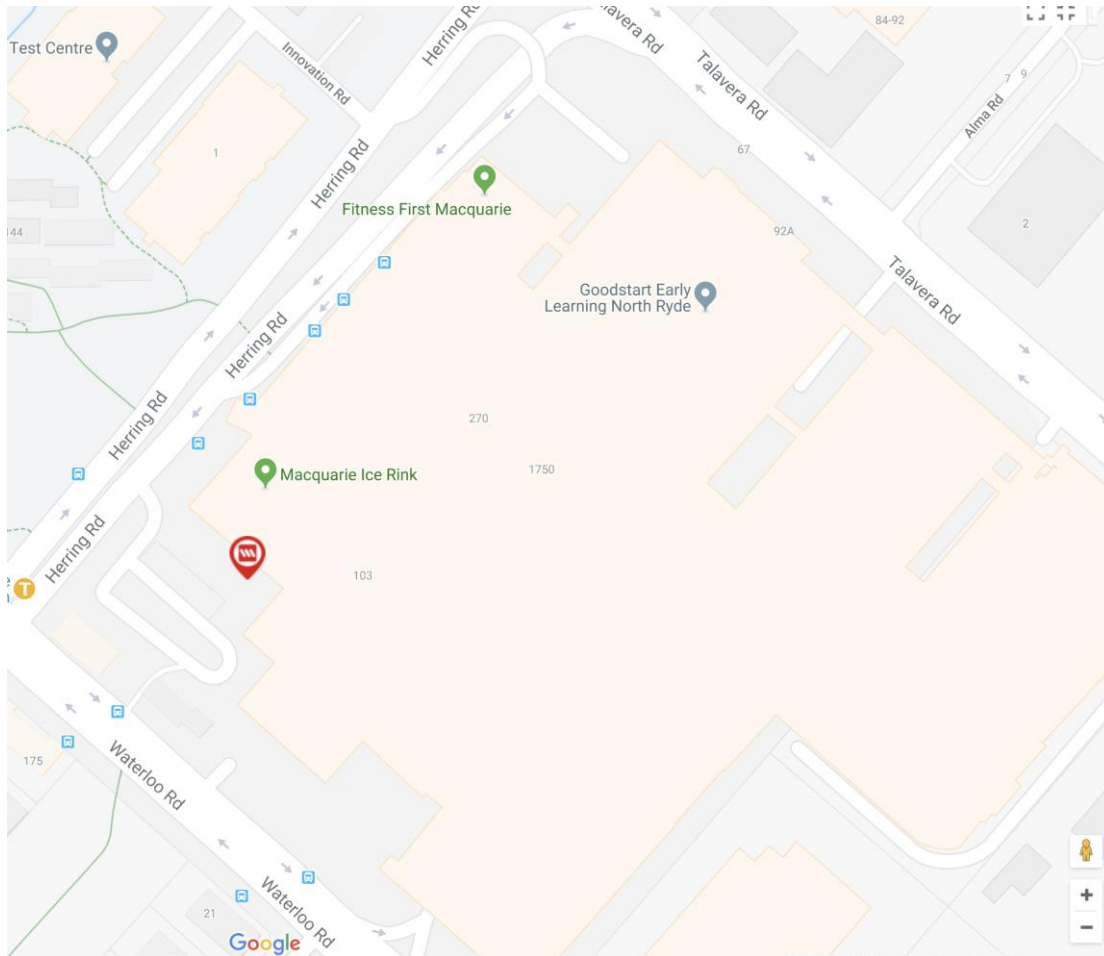 Herring Rd
Talavera Rd
84-92
Test Centre
Innovation Rd
Talavera Rd
7
9
Alma Rd
1
Herring Rd
67
Fitness First Macquarie
144
92A
2
Goodstart Early
Learning North Ryde
Talavera Rd
Herring Rd
Herring Rd
270
1750
Macquarie Ice Rink
Herring Rd
103
T
175
Waterloo Rd
Waterloo Rd
21
Google
+
−